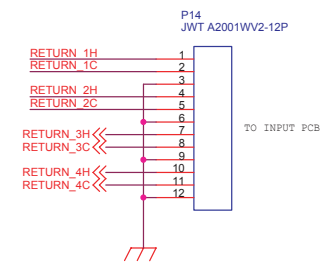 P14
JWT A2001WV2-12P
RETURN_1H 1
RETURN_1C 2
3
RETURN_2H 4
RETURN_2C 5
6
RETURN_3H 7
RETURN_3C 8
9
RETURN_4H 10
RETURN_4C 11
12
TO INPUT PCB